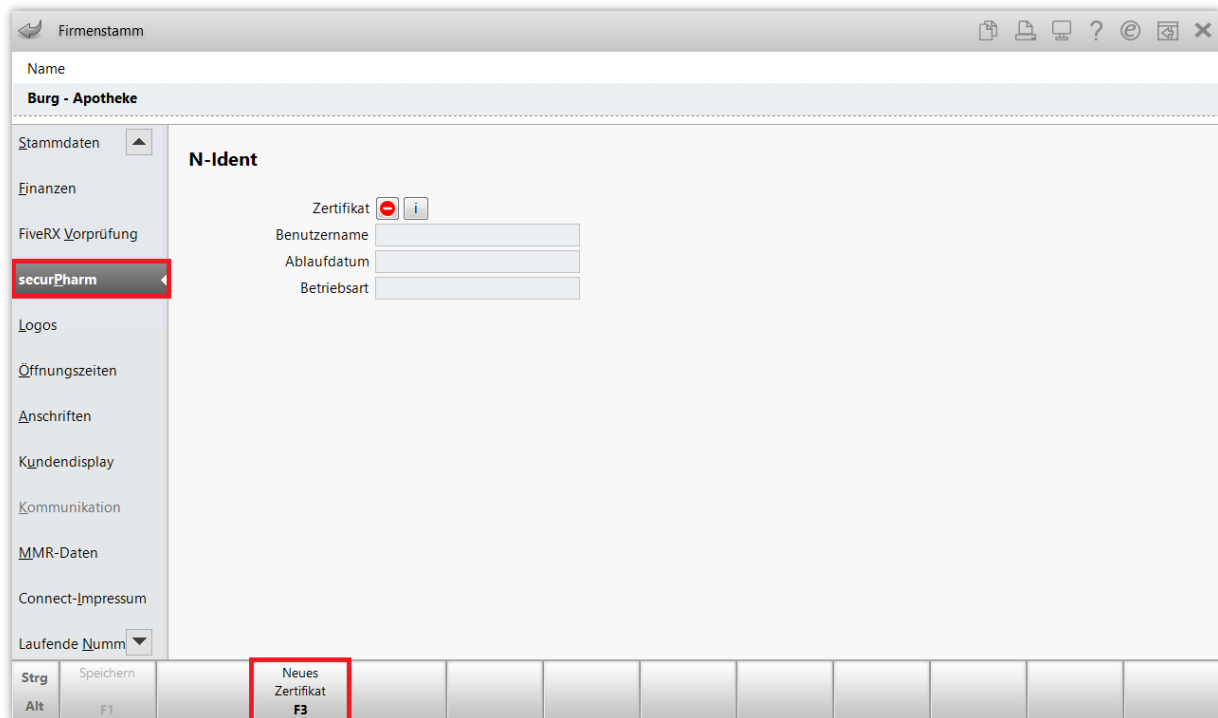 Firmenstamm
?
Name
Burg - Apotheke
Stammdaten
Finanzen
FiveRX Vorprüfung
securPharm
Logos
Öffnungszeiten
Anschriften
Kundendisplay
Kommunikation
MMR-Daten
Connect-Impressum
Laufende Numm
N-Ident
Zertifikat i
Benutzername
Ablaufdatum
Betriebsart
Strg
Alt
Speichern
F1
Neues
Zertifikat
F3